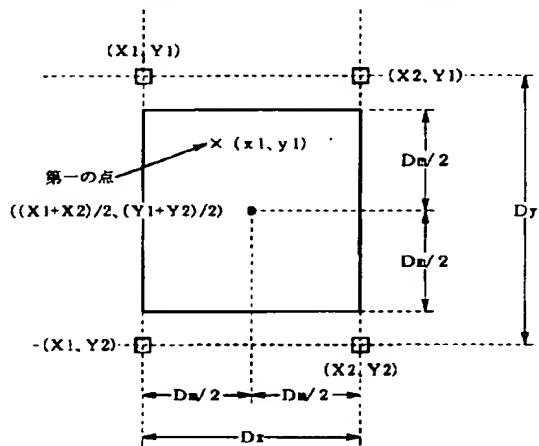 (X1、Y1)
(X2、Y1)
× (x1、y1)
第一の点
Dm/2
((X1+X2)/2、(Y1+Y2)/2)
Dy
Dm/2
(X1、Y2)
(X2、Y2)
Dm/2
Dm/2
Dx